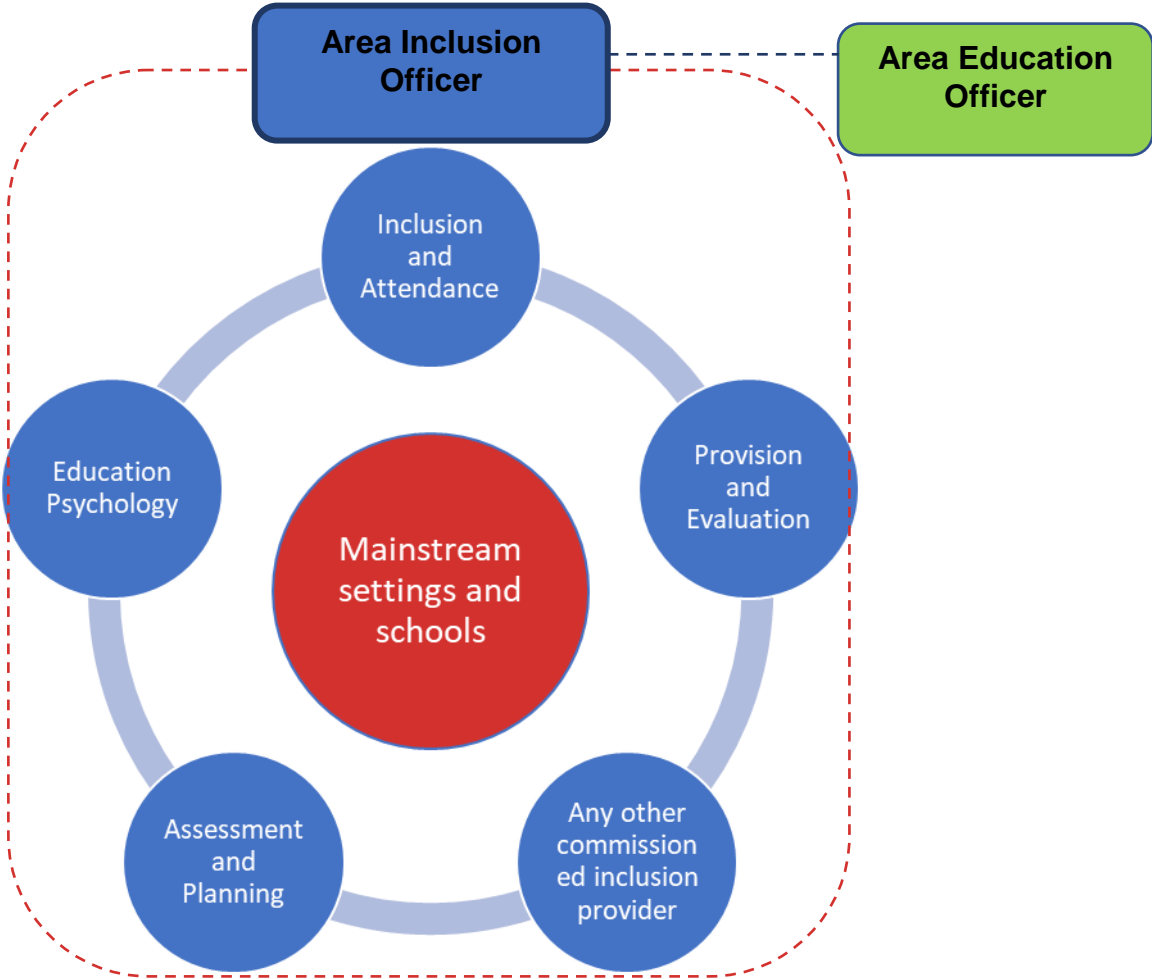 Area Inclusion
Officer
Area Education
Officer
Inclusion
and
Attendance
Provision
and
Evaluation
Education
Psychology
Mainstream
settings and
schools
Assessment
and
Planning
Any other
commission
ed inclusion
provider